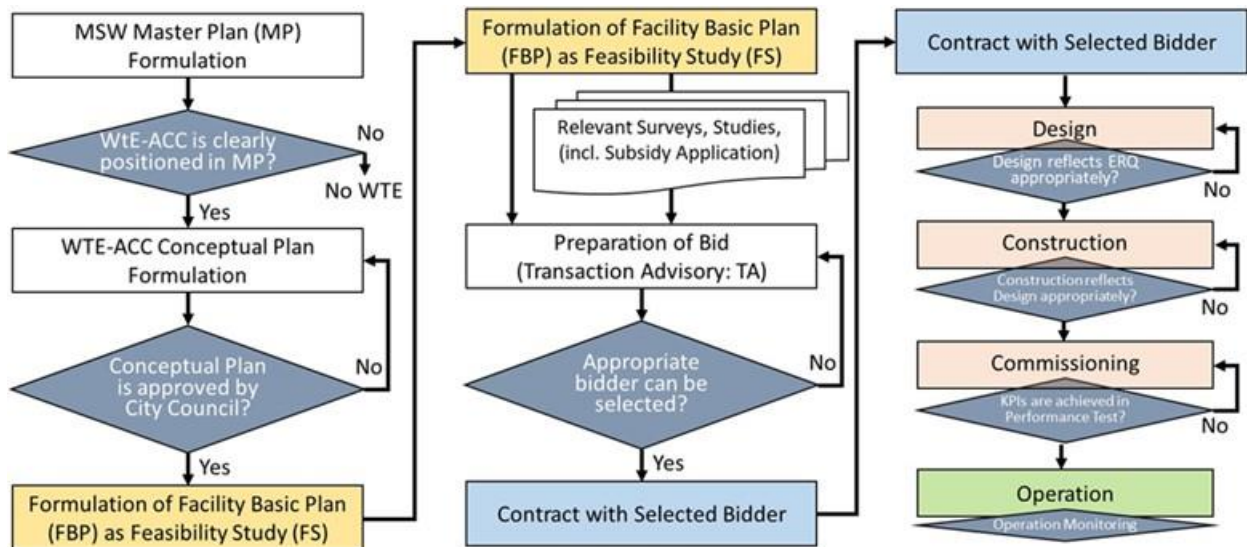 MSW Master Plan (MP)
Formulation
WtE-ACC is clearly
positioned in MP?
No
No WTE
Yes
WTE-ACC Conceptual Plan
Formulation
Conceptual Plan
is approved by
City Council?
No
Yes
Formulation of Facility Basic Plan
(FBP) as Feasibility Study (FS)
Formulation of Facility Basic Plan
(FBP) as Feasibility Study (FS)
Relevant Surveys, Studies,
(incl. Subsidy Application)
Preparation of Bid
(Transaction Advisory: TA)
Appropriate
bidder can be
selected?
No
Yes
Contract with Selected Bidder
Contract with Selected Bidder
Design
Design reflects ERQ
appropriately?
No
Construction
Construction reflects
Design appropriately?
No
Commissioning
KPIs are achieved in
Performance Test?
No
Operation
Operation Monitoring